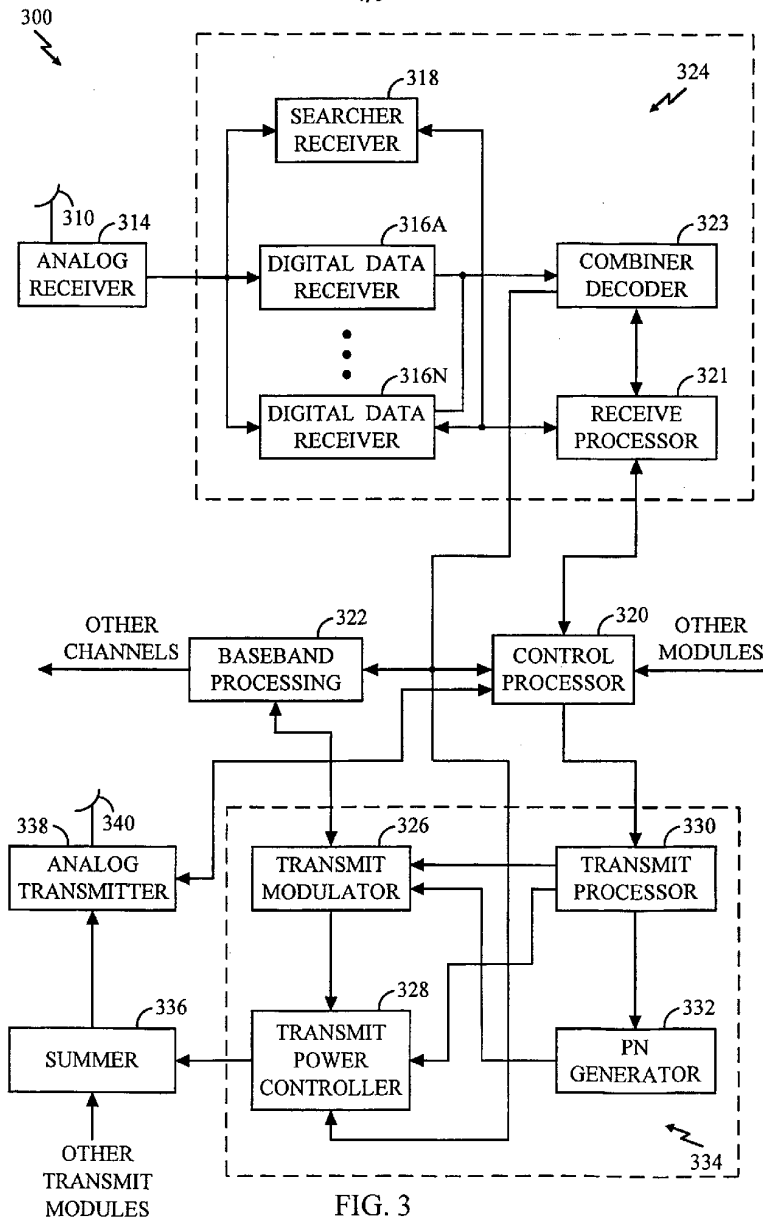 300
324
318
SEARCHER
RECEIVER
310
314
ANALOG
RECEIVER
316A
DIGITAL DATA
RECEIVER
323
COMBINER
DECODER
316N
DIGITAL DATA
RECEIVER
321
RECEIVE
PROCESSOR
OTHER
CHANNELS
322
BASEBAND
PROCESSING
320
CONTROL
PROCESSOR
OTHER
MODULES
338
340
ANALOG
TRANSMITTER
326
TRANSMIT
MODULATOR
330
TRANSMIT
PROCESSOR
336
SUMMER
328
TRANSMIT
POWER
CONTROLLER
332
PN
GENERATOR
OTHER
TRANSMIT
MODULES
334
FIG. 3